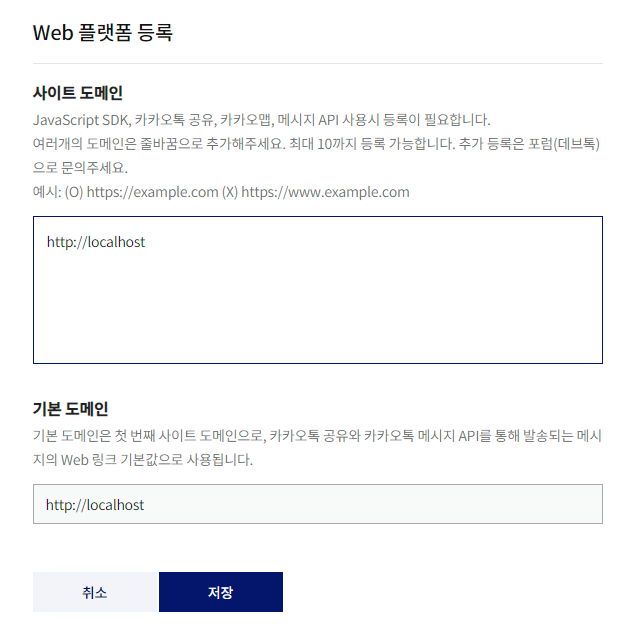 Web 플랫폼 등록
사이트 도메인
JavaScript SDK, 카카오톡 공유, 카카오맵, 메시지 API 사용시 등록이 필요합니다.
여러개의 도메인은 줄바꿈으로 추가해주세요. 최대 10까지 등록 가능합니다. 추가 등록은 포럼(데브톡)
으로 문의주세요.
예시: (O) https://example.com (X) https://www.example.com
http://localhost
기본 도메인
기본 도메인은 첫 번째 사이트 도메인으로, 카카오톡 공유와 카카오톡 메시지 API를 통해 발송되는 메시
지의 Web 링크 기본값으로 사용됩니다.
http://localhost
취소 저장